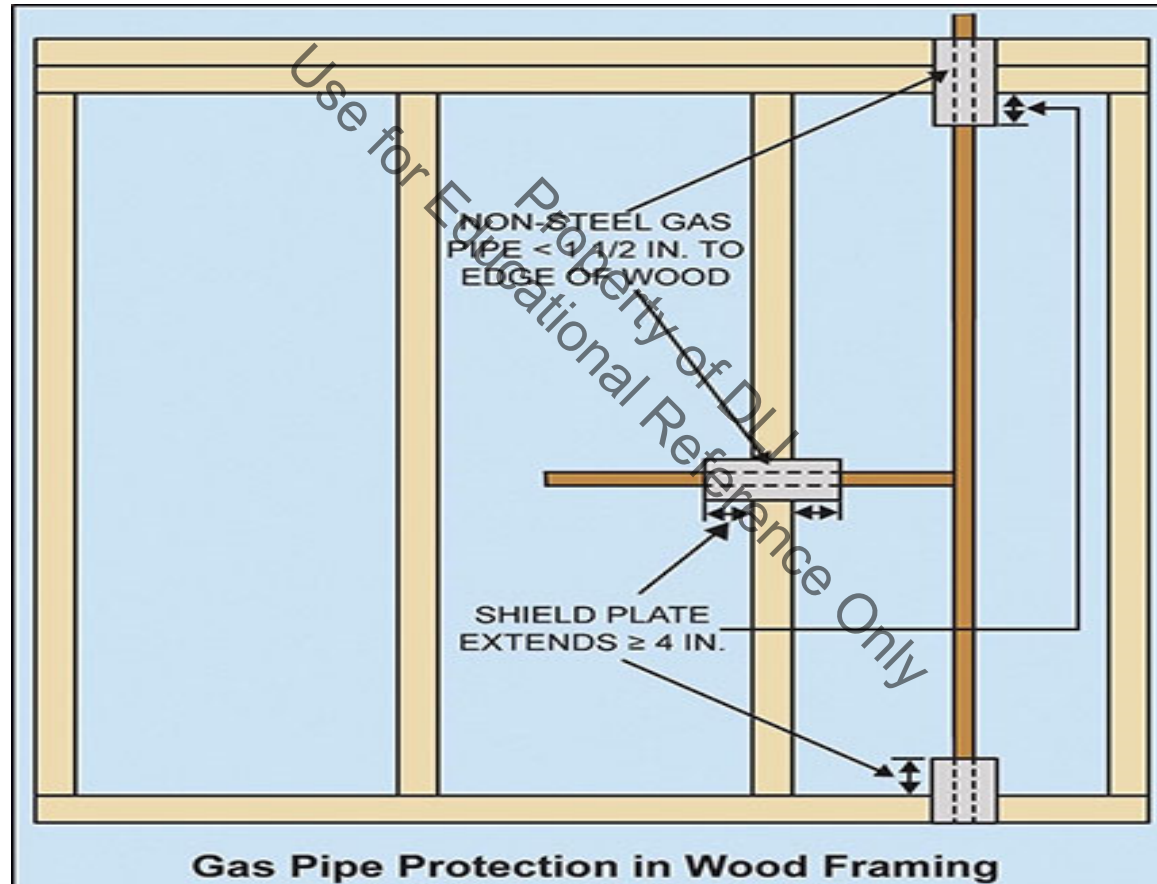 NON-STEEL GAS
PIPE < 1 1/2 IN. TO
EDGE OF WOOD
SHIELD PLATE
EXTENDS ≥ 4 IN.
Gas Pipe Protection in Wood Framing
Property of DLI
Use for Educational Reference Only